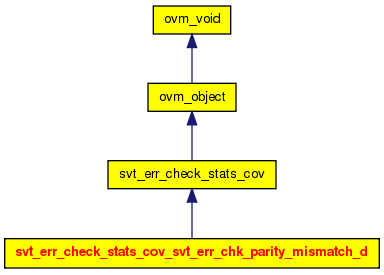 ovm_void
ovm_object
svt_err_check_stats_cov
svt_err_check_stats_cov_svt_err_chk_parity_mismatch_d